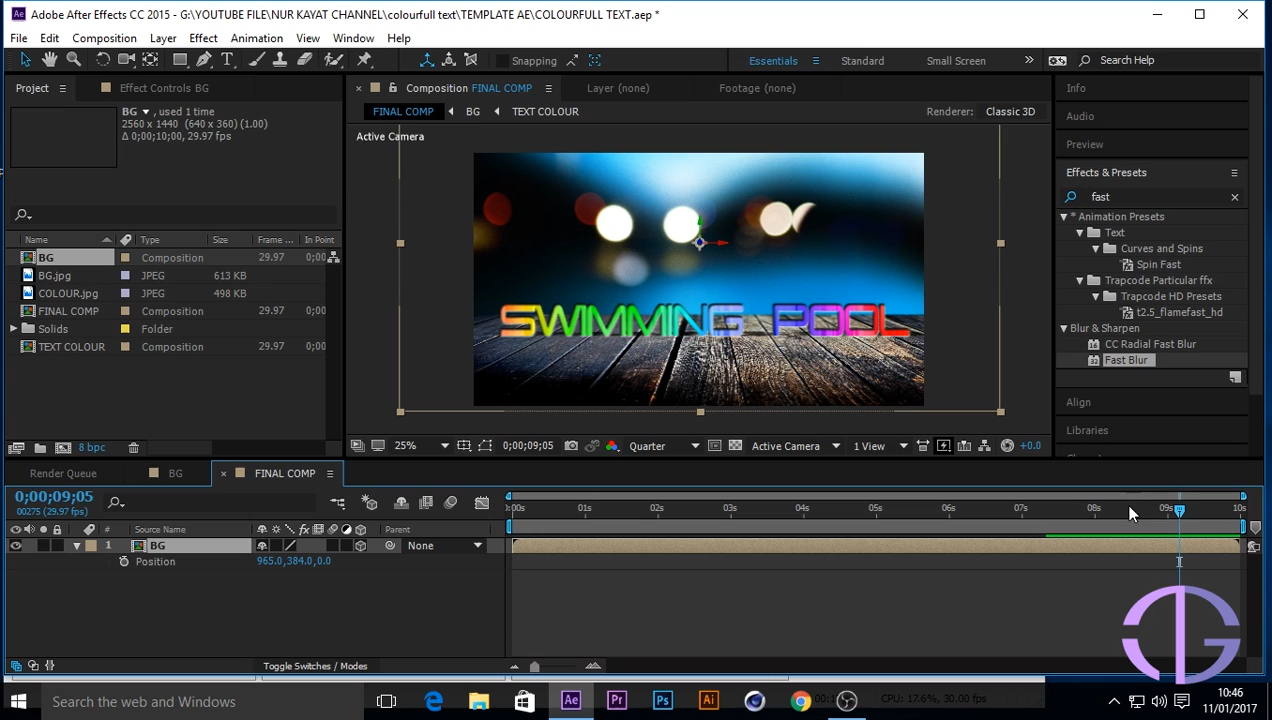 Adobe After Effects CC 2015 - G:\YOUTUBE FILE\NUR KAYAT CHANNEL\colourfull text\TEMPLATE AE\COLOURFULL TEXT.aep *
File Edit Composition Layer Effect Animation View Window Help
Snapping Essentials Standard Small Screen Search Help
Project Effect Controls BG Composition FINAL COMP Layer (none) Footage (none) Info
BG , used 1 time
2560 x 1440 (640 x 360) (1.00)
Δ 0;00;10;00, 29.97 fps
FINAL COMP BG TEXT COLOUR Renderer: Classic 3D
Active Camera
Audio
Preview
Effects & Presets
fast
* Animation Presets
Text
Curves and Spins
Spin Fast
Trapcode Particular ffx
Trapcode HD Presets
t2.5_flamefast_hd
Blur & Sharpen
CC Radial Fast Blur
Fast Blur
Align
Libraries
SWIMMING POOL
Name Type Size Frame ... In Point
BG Composition 29.97 0;00
BG.jpg JPEG 613 KB
COLOUR.jpg JPEG 498 KB
FINAL COMP Composition 29.97 0;00
Solids Folder
TEXT COLOUR Composition 29.97 0;00
8 bpc
25% 0;00;09;05 Quarter Active Camera 1 View +0.0
Render Queue BG FINAL COMP
0;00;09;05
00275 (29.97 fps)
:00s 01s 02s 03s 04s 05s 06s 07s 08s 09s 10s
# Source Name Parent
1 BG None
Position 965.0,384.0,0.0
Toggle Switches / Modes
Search the web and Windows
Ae Pr Ps Ai
CPU: 17.6%, 30.00 fps
10:46
11/01/2017